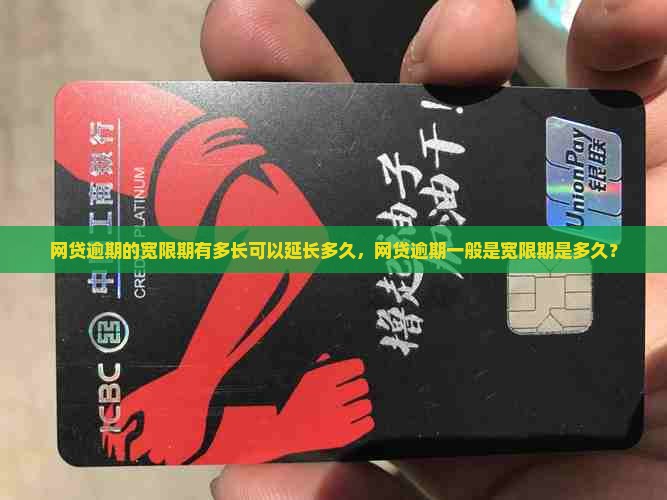 网贷逾期的宽限期有多长可以延长多久，网贷逾期一般是宽限期是多久？
ICBC
中国工商银行
CREDIT PLATINUM
撸起袖子
加油干！
UnionPay
银联